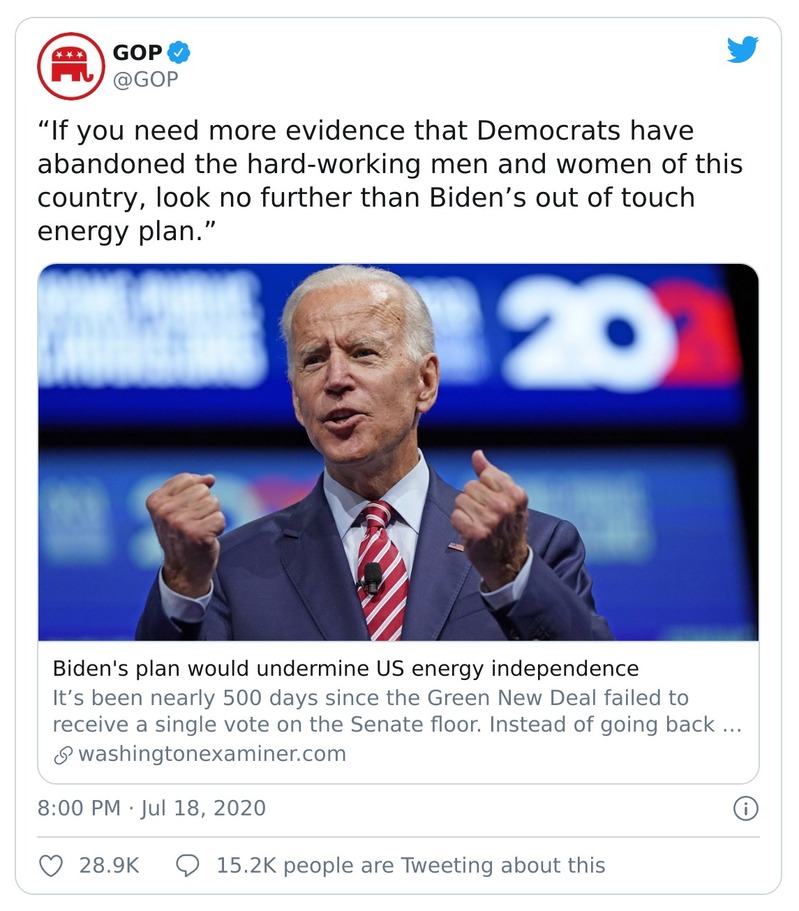 GOP
@GOP
“If you need more evidence that Democrats have
abandoned the hard-working men and women of this
country, look no further than Biden’s out of touch
energy plan.”
20
Biden's plan would undermine US energy independence
It’s been nearly 500 days since the Green New Deal failed to
receive a single vote on the Senate floor. Instead of going back ...
washingtonexaminer.com
8:00 PM · Jul 18, 2020
28.9K
15.2K people are Tweeting about this